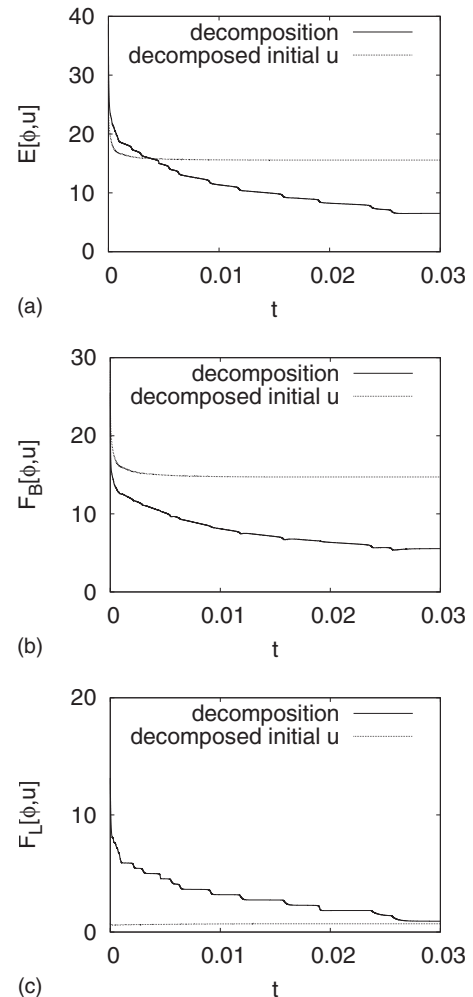 40
30
20
10
0
E[ϕ,u]
decomposition
decomposed initial u
0
0.01
0.02
0.03
t
(a)
30
20
10
0
F_B[ϕ,u]
decomposition
decomposed initial u
0
0.01
0.02
0.03
t
(b)
20
10
0
F_L[ϕ,u]
decomposition
decomposed initial u
0
0.01
0.02
0.03
t
(c)